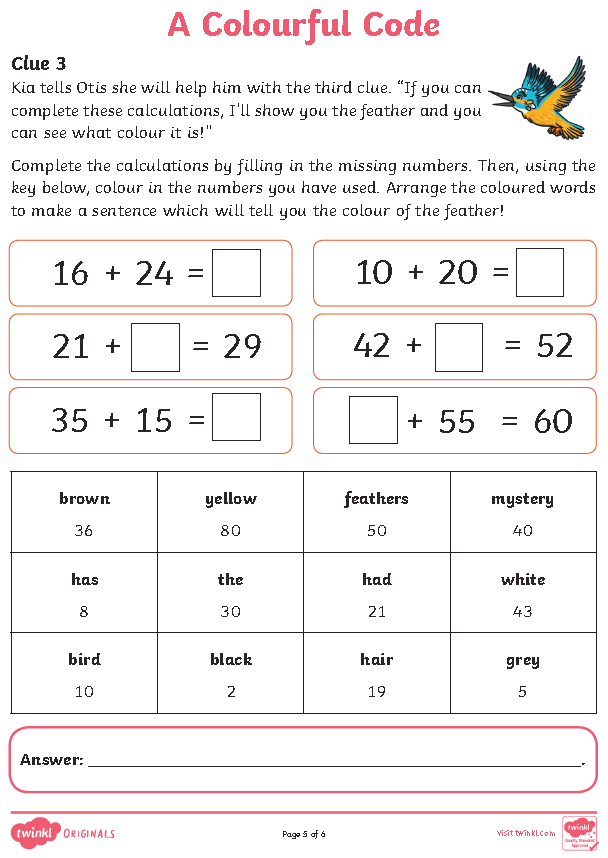 A Colourful Code
Clue 3
Kia tells Otis she will help him with the third clue. “If you can
complete these calculations, I'll show you the feather and you
can see what colour it is!"
Complete the calculations by filling in the missing numbers. Then, using the
key below, colour in the numbers you have used. Arrange the coloured words
to make a sentence which will tell you the colour of the feather!
16 + 24 =
10 + 20 =
21 + = 29
42 + = 52
35 + 15 =
+ 55 = 60
brown yellow feathers mystery
36 80 50 40
has the had white
8 30 21 43
bird black hair grey
10 2 19 5
Answer: .
twinkl ORIGINALS
Page 5 of 6
visit twinkl.com
twinkl
Quality Standard
Approved